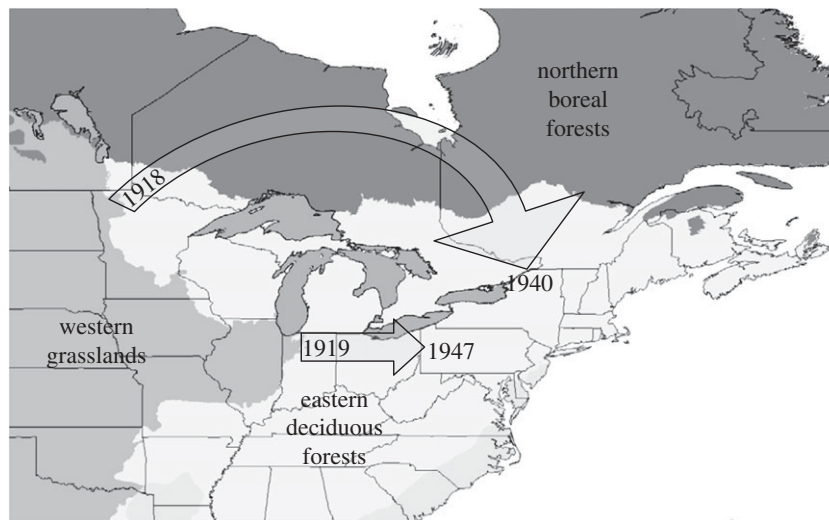 northern
boreal
forests
1918
1940
western
grasslands
1919
1947
eastern
deciduous
forests